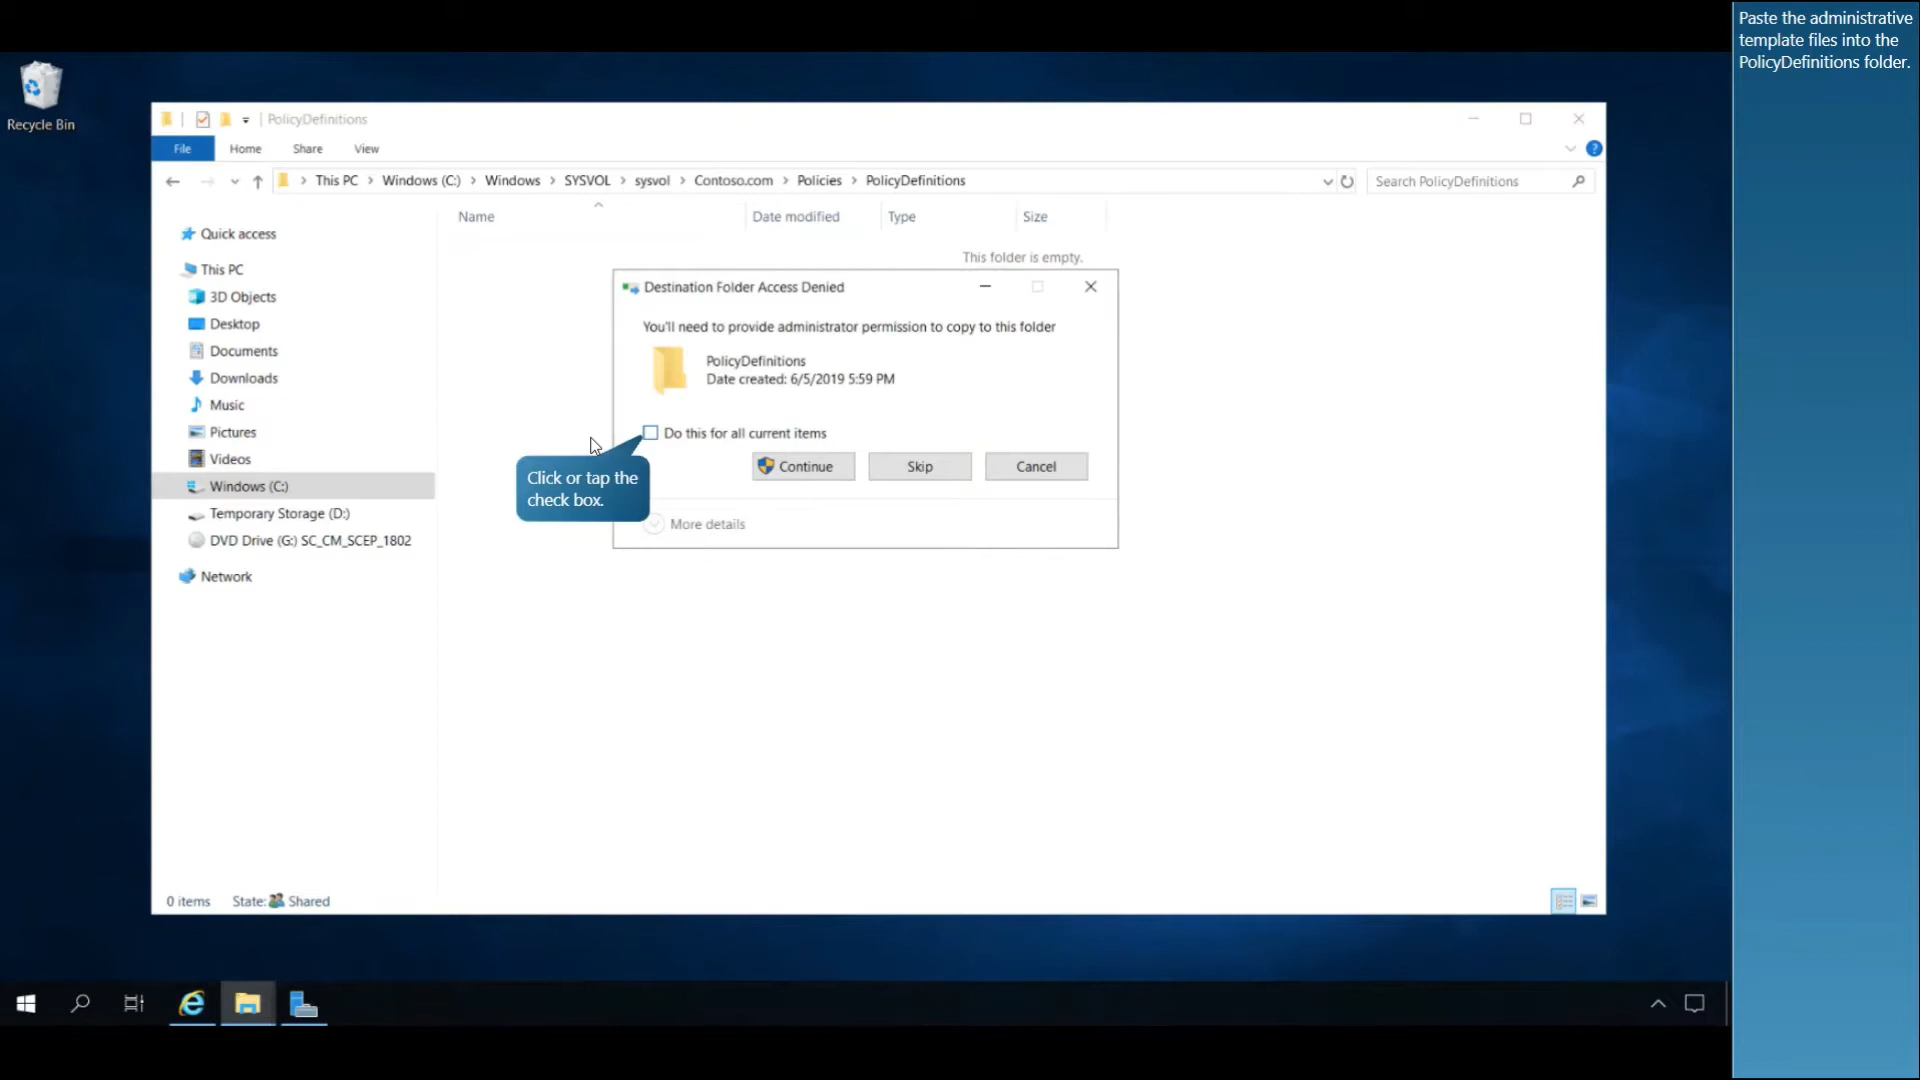 Paste the administrative
template files into the
PolicyDefinitions folder.
Recycle Bin
PolicyDefinitions
File Home Share View
This PC > Windows (C:) > Windows > SYSVOL > sysvol > Contoso.com > Policies > PolicyDefinitions
Search PolicyDefinitions
Name Date modified Type Size
This folder is empty.
Quick access
This PC
3D Objects
Desktop
Documents
Downloads
Music
Pictures
Videos
Windows (C:)
Temporary Storage (D:)
DVD Drive (G:) SC_CM_SCEP_1802
Network
Destination Folder Access Denied
You'll need to provide administrator permission to copy to this folder
PolicyDefinitions
Date created: 6/5/2019 5:59 PM
Do this for all current items
Click or tap the
check box.
Continue Skip Cancel
More details
0 items State: Shared